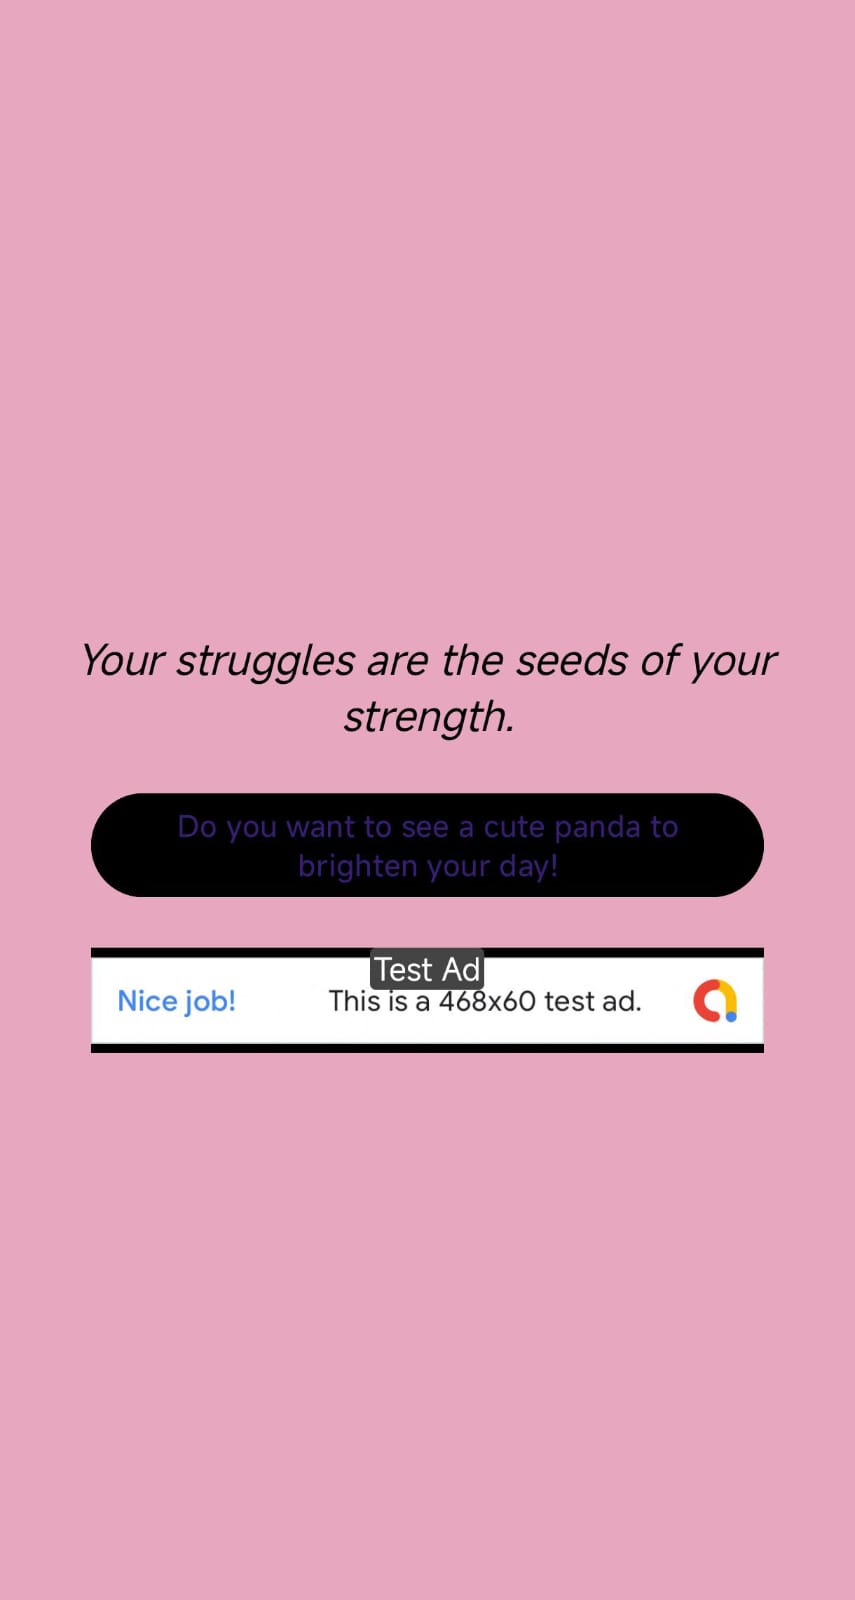 Your struggles are the seeds of your
strength.
Do you want to see a cute panda to
brighten your day!
Test Ad
Nice job! This is a 468x60 test ad.